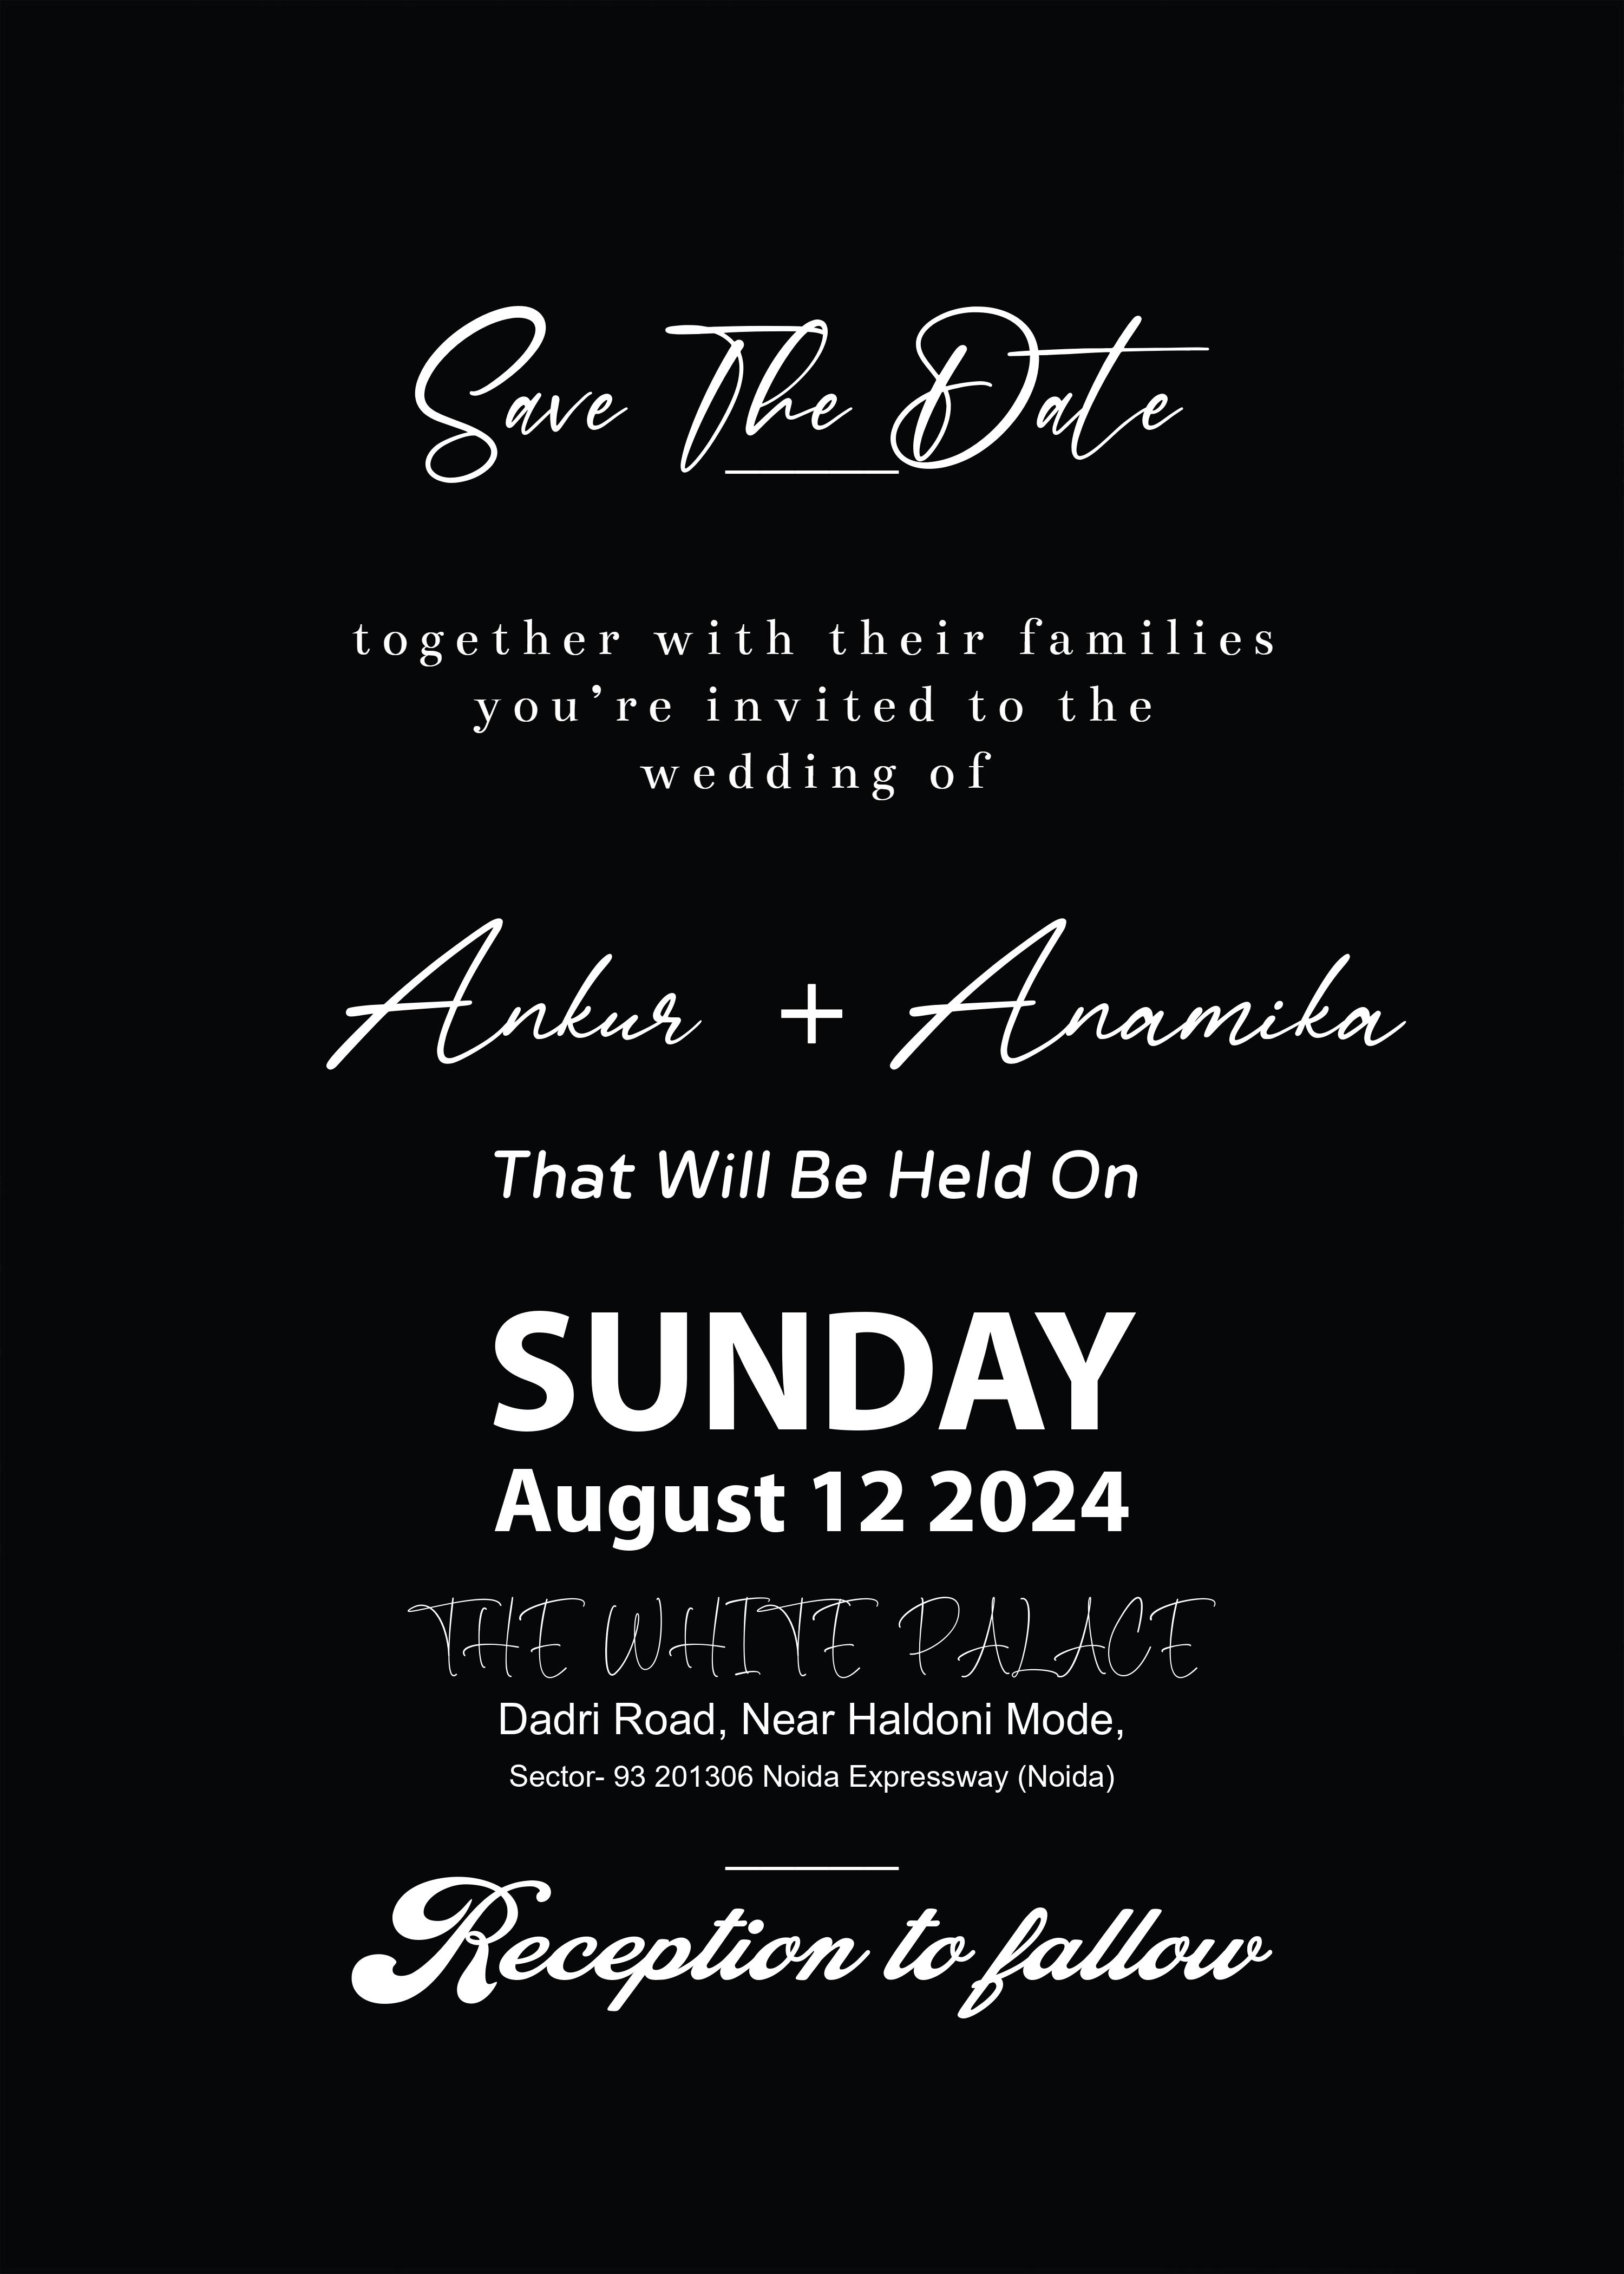 Save The Date
together with their families
you’re invited to the
wedding of
Ankur + Anamika
That Will Be Held On
SUNDAY
August 12 2024
THE WHITE PALACE
Dadri Road, Near Haldoni Mode,
Sector- 93 201306 Noida Expressway (Noida)
Reception to fallow